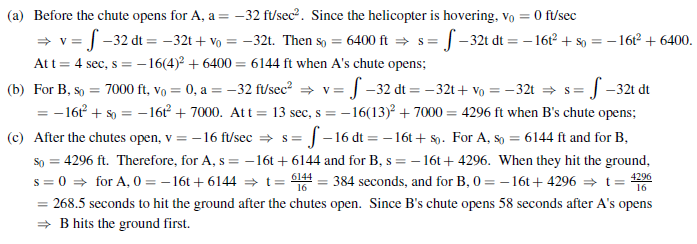 (a) Before the chute opens for A, a = −32 ft/sec². Since the helicopter is hovering, v₀ = 0 ft/sec
⇒ v = ∫ −32 dt = −32t + v₀ = −32t. Then s₀ = 6400 ft ⇒ s = ∫ −32t dt = −16t² + s₀ = −16t² + 6400.
At t = 4 sec, s = −16(4)² + 6400 = 6144 ft when A's chute opens;
(b) For B, s₀ = 7000 ft, v₀ = 0, a = −32 ft/sec² ⇒ v = ∫ −32 dt = −32t + v₀ = −32t ⇒ s = ∫ −32t dt
= −16t² + s₀ = −16t² + 7000. At t = 13 sec, s = −16(13)² + 7000 = 4296 ft when B's chute opens;
(c) After the chutes open, v = −16 ft/sec ⇒ s = ∫ −16 dt = −16t + s₀. For A, s₀ = 6144 ft and for B,
s₀ = 4296 ft. Therefore, for A, s = −16t + 6144 and for B, s = −16t + 4296. When they hit the ground,
s = 0 ⇒ for A, 0 = −16t + 6144 ⇒ t = 6144/16 = 384 seconds, and for B, 0 = −16t + 4296 ⇒ t = 4296/16
= 268.5 seconds to hit the ground after the chutes open. Since B's chute opens 58 seconds after A's opens
⇒ B hits the ground first.